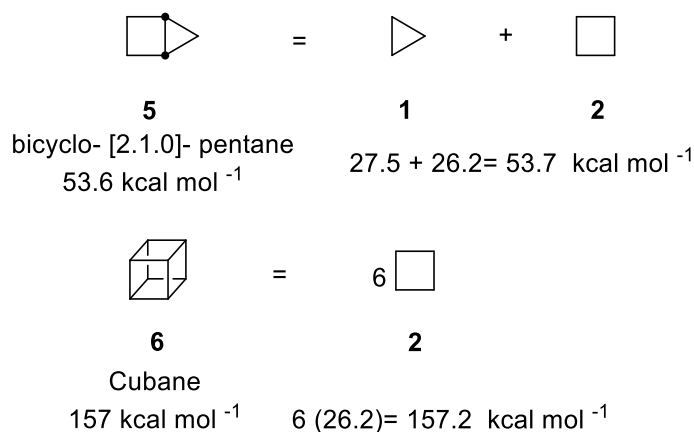 =
+
5
1
2
bicyclo- [2.1.0]- pentane
53.6 kcal mol -1
27.5 + 26.2= 53.7 kcal mol -1
=
6
6
2
Cubane
157 kcal mol -1
6 (26.2)= 157.2 kcal mol -1